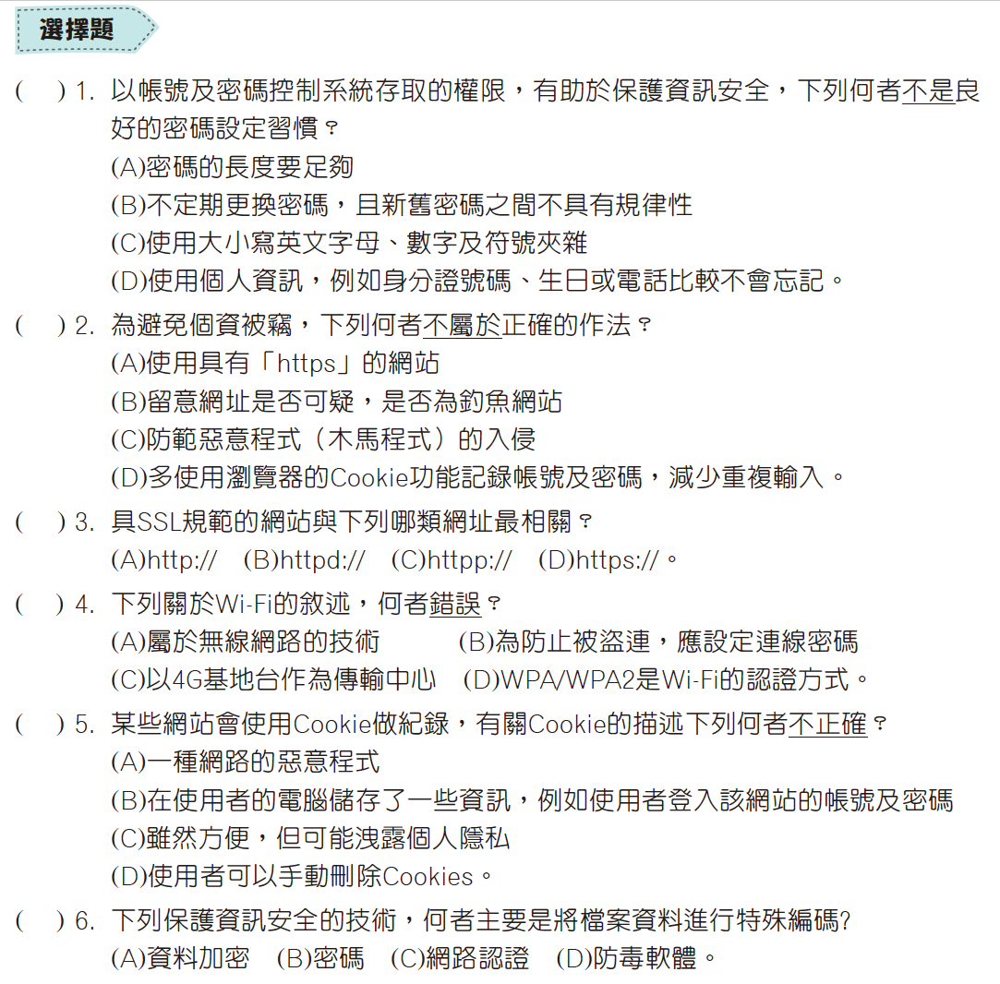 選擇題
(　) 1. 以帳號及密碼控制系統存取的權限，有助於保護資訊安全，下列何者不是良
好的密碼設定習慣？
(A)密碼的長度要足夠
(B)不定期更換密碼，且新舊密碼之間不具有規律性
(C)使用大小寫英文字母、數字及符號夾雜
(D)使用個人資訊，例如身分證號碼、生日或電話比較不會忘記。
(　) 2. 為避免個資被竊，下列何者不屬於正確的作法？
(A)使用具有「https」的網站
(B)留意網址是否可疑，是否為釣魚網站
(C)防範惡意程式（木馬程式）的入侵
(D)多使用瀏覽器的Cookie功能記錄帳號及密碼，減少重複輸入。
(　) 3. 具SSL規範的網站與下列哪類網址最相關？
(A)http://　(B)httpd://　(C)httpp://　(D)https://。
(　) 4. 下列關於Wi-Fi的敘述，何者錯誤？
(A)屬於無線網路的技術　(B)為防止被盜連，應設定連線密碼
(C)以4G基地台作為傳輸中心　(D)WPA/WPA2是Wi-Fi的認證方式。
(　) 5. 某些網站會使用Cookie做紀錄，有關Cookie的描述下列何者不正確？
(A)一種網路的惡意程式
(B)在使用者的電腦儲存了一些資訊，例如使用者登入該網站的帳號及密碼
(C)雖然方便，但可能洩露個人隱私
(D)使用者可以手動刪除Cookies。
(　) 6. 下列保護資訊安全的技術，何者主要是將檔案資料進行特殊編碼?
(A)資料加密　(B)密碼　(C)網路認證　(D)防毒軟體。